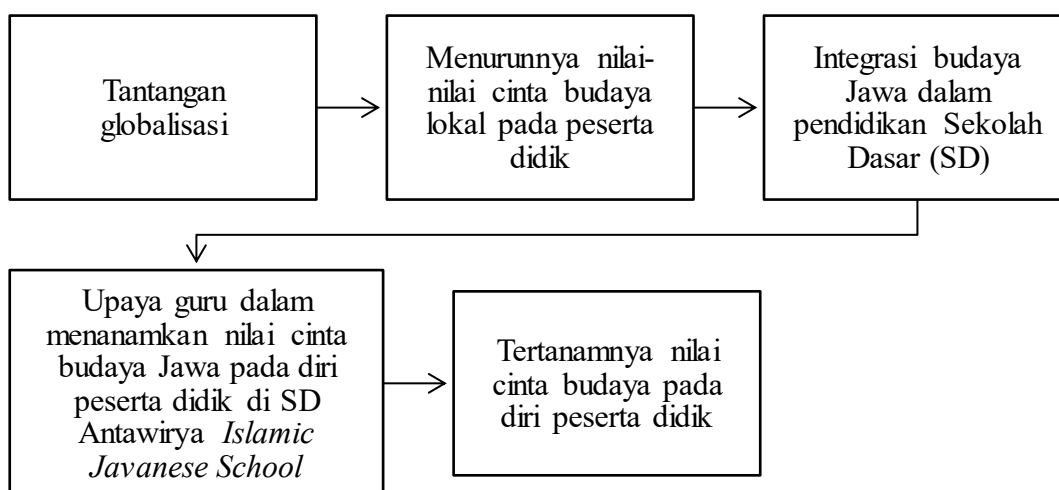 Tantangan
globalisasi
Menurunnya nilai-
nilai cinta budaya
lokal pada peserta
didik
Integrasi budaya
Jawa dalam
pendidikan Sekolah
Dasar (SD)
Upaya guru dalam
menanamkan nilai cinta
budaya Jawa pada diri
peserta didik di SD
Antawirya Islamic
Javanese School
Tertanamnya nilai
cinta budaya pada
diri peserta didik